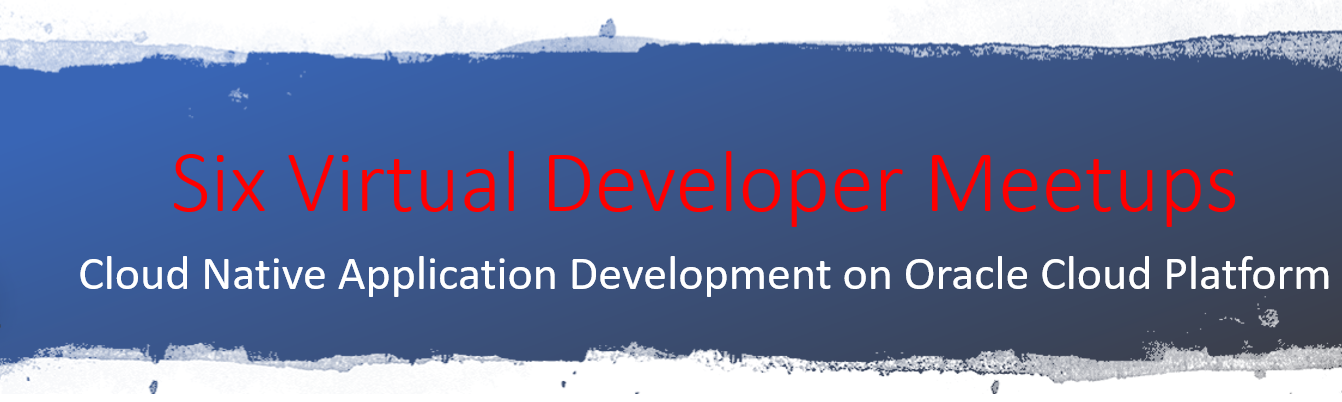 Six Virtual Developer Meetups
Cloud Native Application Development on Oracle Cloud Platform